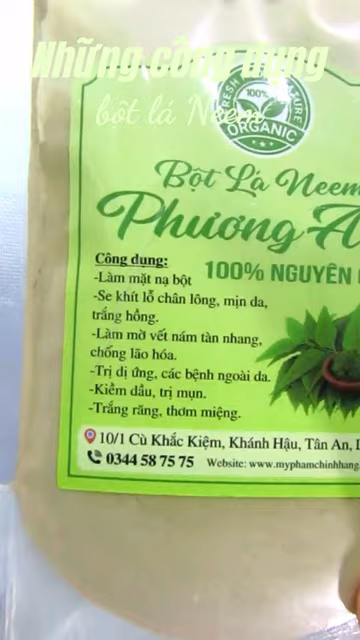 Những công dụng
bột lá Neem
FRESH
100%
ORGANIC
Bột Lá Neem
Phương
100% NGUYÊN
Công dụng:
-Làm mặt nạ bột
-Se khít lỗ chân lông, mịn da,
trắng hồng.
-Làm mờ vết nám tàn nhang,
chống lão hóa.
-Trị dị ứng, các bệnh ngoài da.
-Kiềm dầu, trị mụn.
-Trắng răng, thơm miệng.
10/1 Cù Khắc Kiệm, Khánh Hậu, Tân An,
0344 58 75 75 Website: www.myphamchinhhang